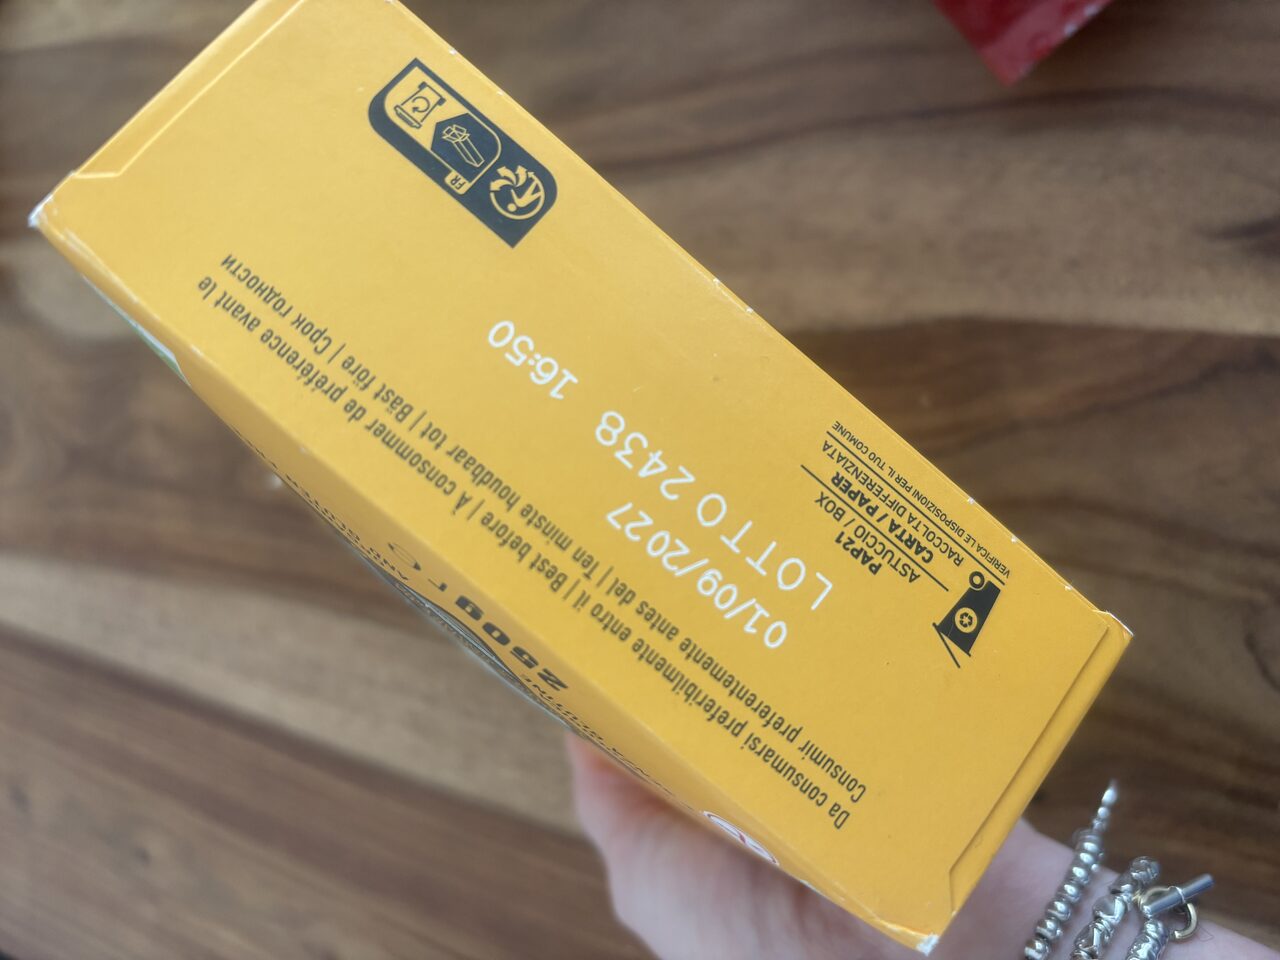 Da consumarsi preferibilmente entro il | Best before | À consommer de préférence avant le
Consumir preferentemente antes del | Ten minste houdbaar tot | Bäst före | Срок годности
01/09/2027
LOTTO 2438 16:50
PAP21
ASTUCCIO / BOX
CARTA / PAPER
RACCOLTA DIFFERENZIATA
VERIFICA LE DISPOSIZIONI PER IL TUO COMUNE
FR
250g